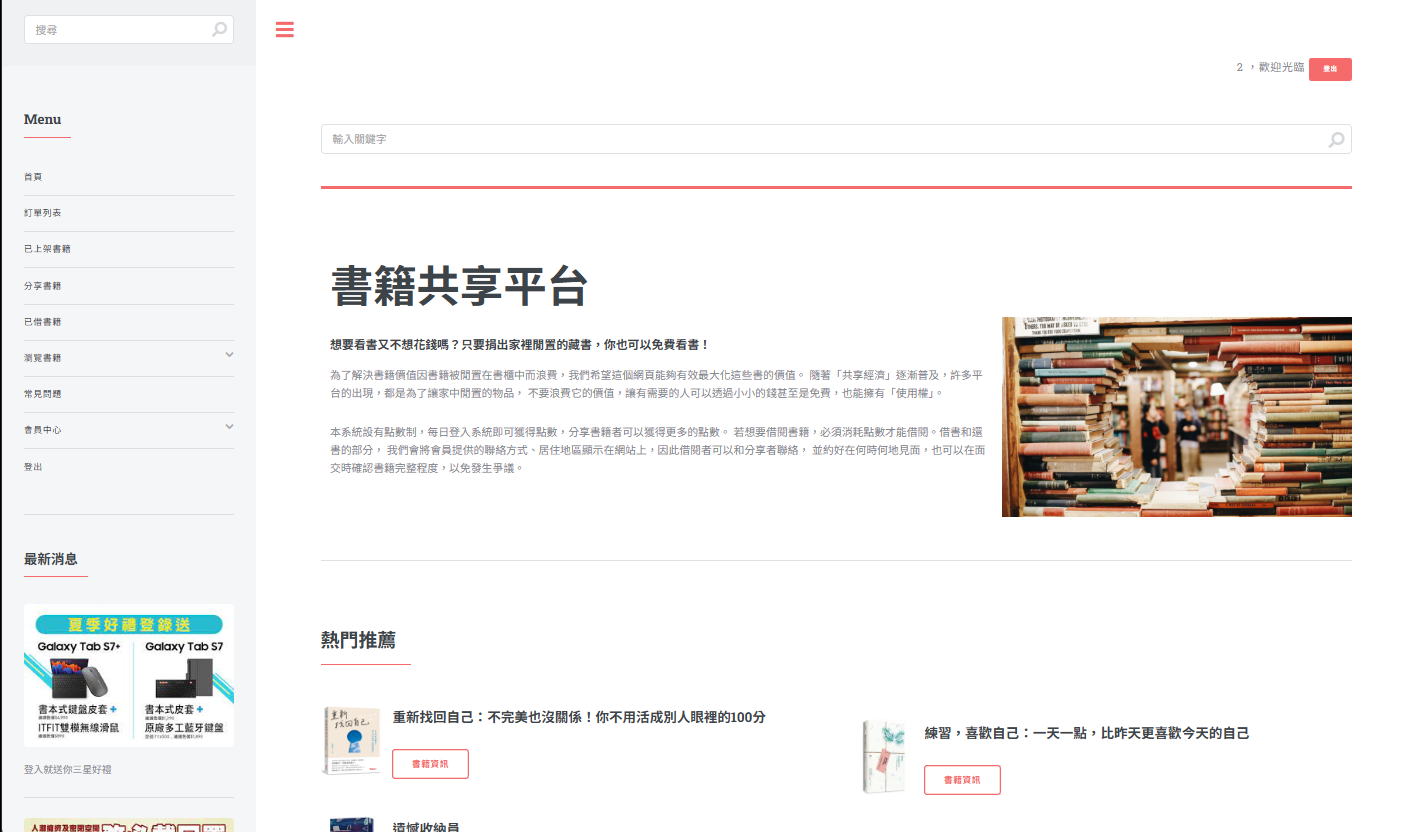 搜尋
2 ，歡迎光臨 登出
輸入關鍵字
Menu
首頁
訂單列表
已上架書籍
分享書籍
已借書籍
瀏覽書籍
常見問題
會員中心
登出
書籍共享平台
想要看書又不想花錢嗎？只要捐出家裡閒置的藏書，你也可以免費看書！
為了解決書籍價值因書籍被閒置在書櫃中而浪費，我們希望這個網頁能夠有效最大化這些書的價值。 隨著「共享經濟」逐漸普及，許多平
台的出現，都是為了讓家中閒置的物品， 不要浪費它的價值，讓有需要的人可以透過小小的錢甚至是免費，也能擁有「使用權」。
本系統設有點數制，每日登入系統即可獲得點數，分享書籍者可以獲得更多的點數。 若想要借閱書籍，必須消耗點數才能借閱。借書和還
書的部分， 我們會將會員提供的聯絡方式、居住地區顯示在網站上，因此借閱者可以和分享者聯絡， 並約好在何時何地見面，也可以在面
交時確認書籍完整程度，以免發生爭議。
最新消息
夏季好禮登錄送
Galaxy Tab S7+
Galaxy Tab S7
書本式鍵盤皮套 +
ITFIT雙模無線滑鼠
書本式皮套 +
原廠多工藍牙鍵盤
登入就送你三星好禮
熱門推薦
重新找回自己
重新找回自己：不完美也沒關係！你不用活成別人眼裡的100分
書籍資訊
練習，喜歡自己：一天一點，比昨天更喜歡今天的自己
書籍資訊
遺憾收納員